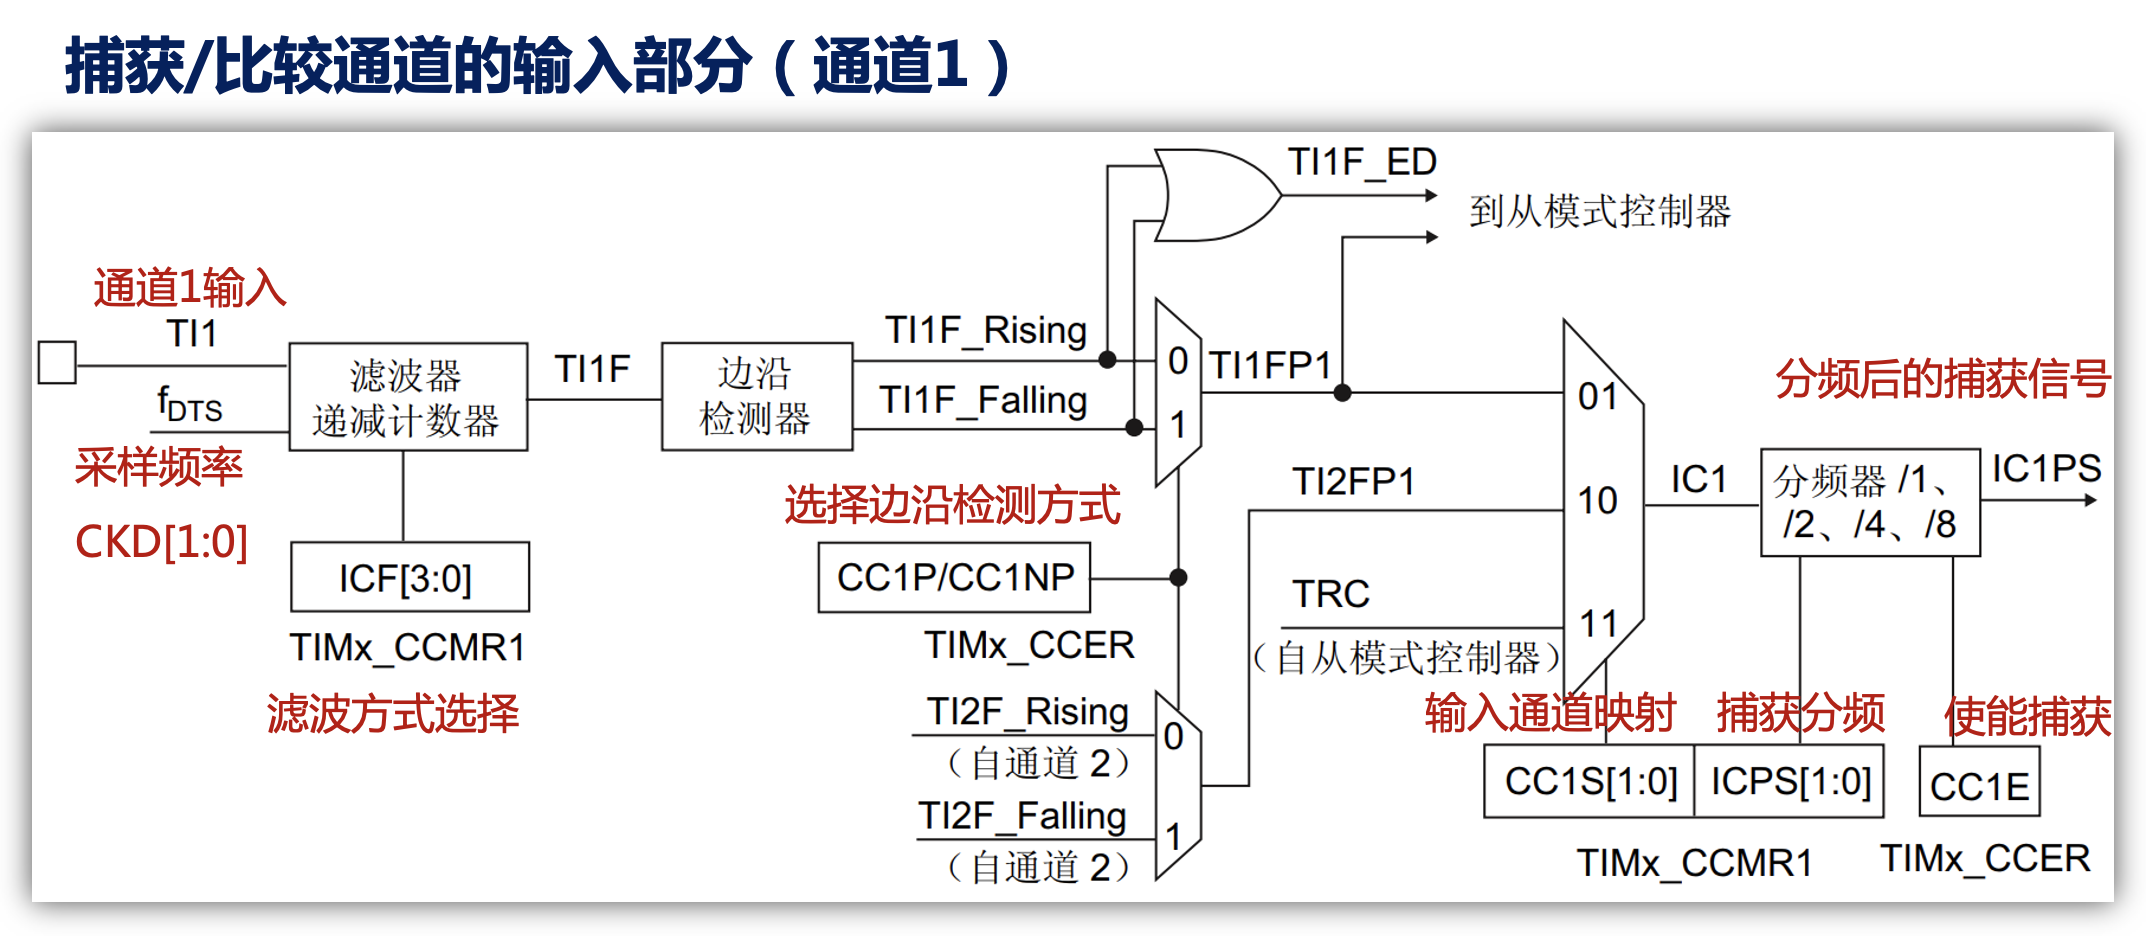 捕获/比较通道的输入部分（通道1）
TI1F_ED
到从模式控制器
通道1输入
TI1
fDTS
采样频率
CKD[1:0]
滤波器
递减计数器
TI1F
边沿
检测器
TI1F_Rising
TI1F_Falling
0
1
TI1FP1
ICF[3:0]
TIMx_CCMR1
滤波方式选择
选择边沿检测方式
CC1P/CC1NP
TIMx_CCER
TI2F_Rising
（自通道 2）
TI2F_Falling
（自通道 2）
0
1
TI2FP1
TRC
（自从模式控制器）
01
10
11
IC1
分频后的捕获信号
分频器 /1、
/2、/4、/8
IC1PS
输入通道映射
捕获分频
使能捕获
CC1S[1:0]
ICPS[1:0]
CC1E
TIMx_CCMR1
TIMx_CCER